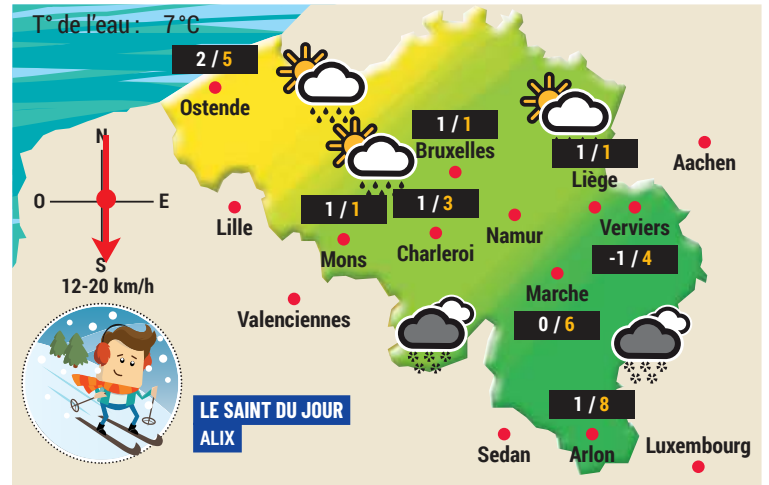 T° de l'eau :   7 °C
2 / 5
Ostende
1 / 1
Bruxelles
1 / 1
Liège
Aachen
N
O
E
S
12-20 km/h
Lille
1 / 1
Mons
1 / 3
Charleroi
Namur
Verviers
-1 / 4
Marche
0 / 6
Valenciennes
1 / 8
LE SAINT DU JOUR
ALIX
Sedan
Arlon
Luxembourg